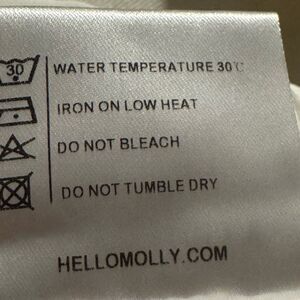 30 WATER TEMPERATURE 30°C
IRON ON LOW HEAT
DO NOT BLEACH
DO NOT TUMBLE DRY
HELLOMOLLY.COM